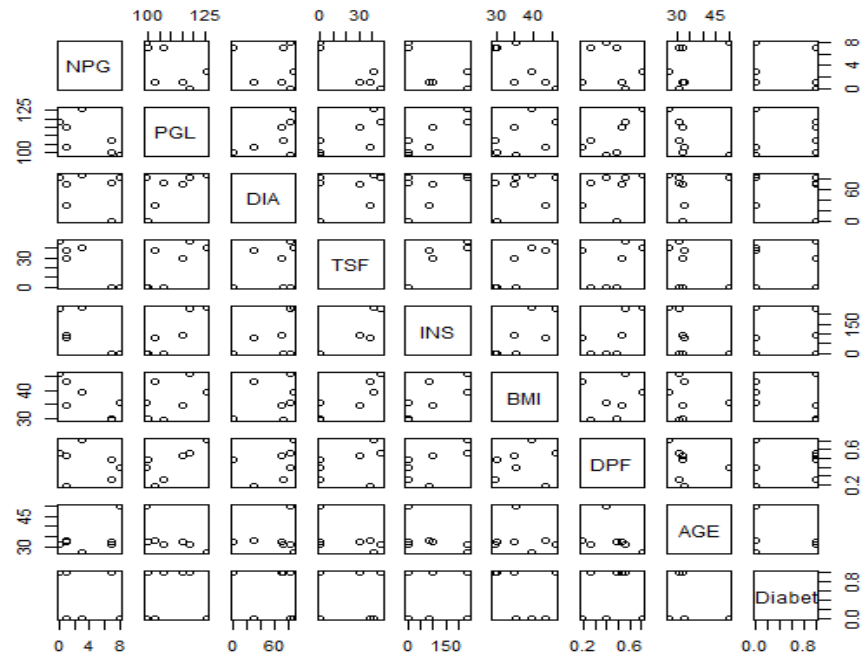 100 125 0 30 30 40 30 45
NPG 0 4 8
100 125 PGL
DIA 0 60
0 30 TSF
INS 0 150
30 40 BMI
DPF 0.2 0.6
30 45 AGE
Diabet 0.0 0.8
0 4 8 0 60 0 150 0.2 0.6 0.0 0.8